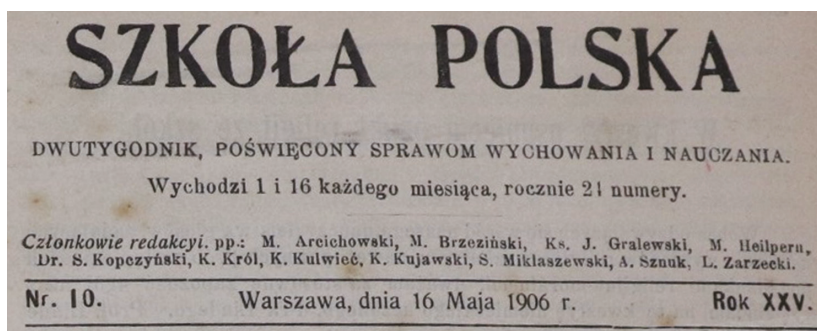 SZKOŁA POLSKA
DWUTYGODNIK, POŚWIĘCONY SPRAWOM WYCHOWANIA I NAUCZANIA.
Wychodzi 1 i 16 każdego miesiąca, rocznie 24 numery.
Członkowie redakcyi. pp.: M. Arcichowski, M. Brzeziński, Ks. J. Gralewski, M. Heilpern,
Dr. S. Kopczyński, K. Król, K. Kulwieć, K. Kujawski, S. Miklaszewski, A. Sznuk, L. Zarzecki.
Nr. 10. Warszawa, dnia 16 Maja 1906 r. Rok XXV.